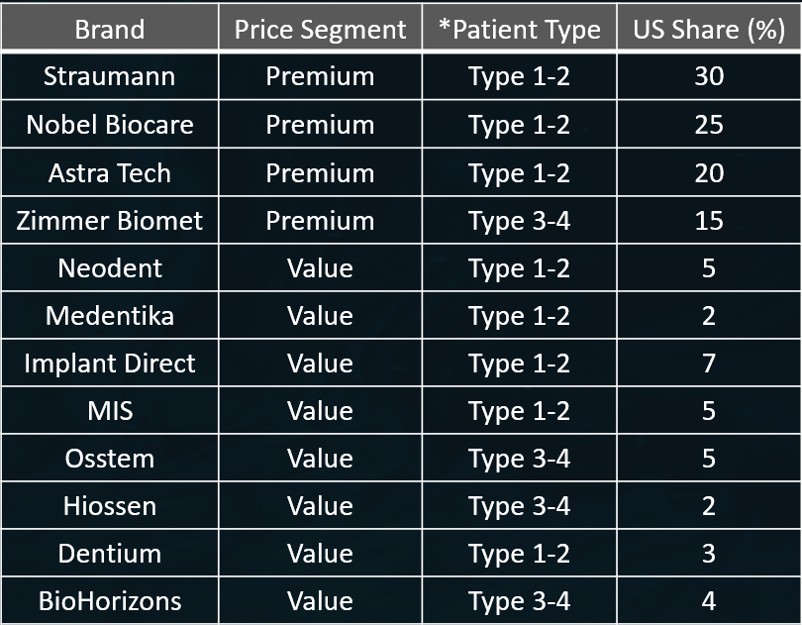 Brand Price Segment *Patient Type US Share (%)
Straumann Premium Type 1-2 30
Nobel Biocare Premium Type 1-2 25
Astra Tech Premium Type 1-2 20
Zimmer Biomet Premium Type 3-4 15
Neodent Value Type 1-2 5
Medentika Value Type 1-2 2
Implant Direct Value Type 1-2 7
MIS Value Type 1-2 5
Osstem Value Type 3-4 5
Hiossen Value Type 3-4 2
Dentium Value Type 1-2 3
BioHorizons Value Type 3-4 4